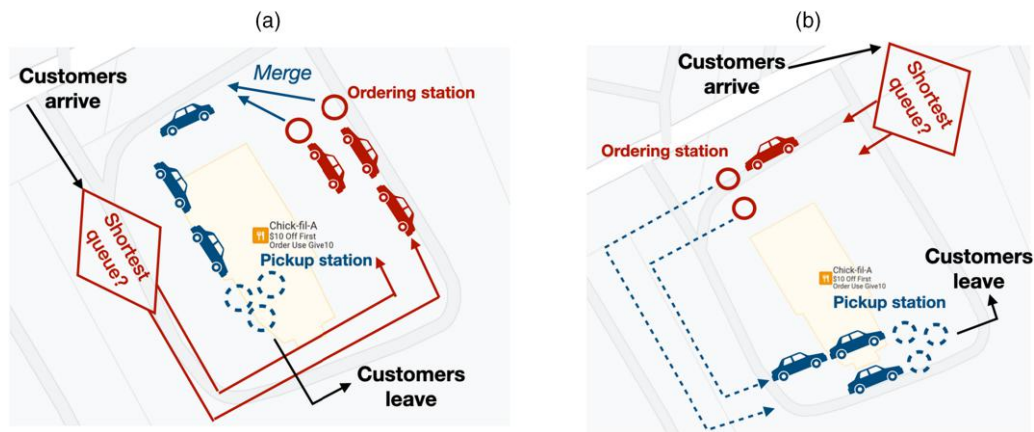 (a)
Customers
arrive
Merge
Ordering station
Shortest
queue?
Chick-fil-A
$10 Off First
Order Use Give10
Pickup station
Customers
leave
(b)
Customers
arrive
Shortest
queue?
Ordering station
Chick-fil-A
$10 Off First
Order Use Give10
Pickup station
Customers
leave